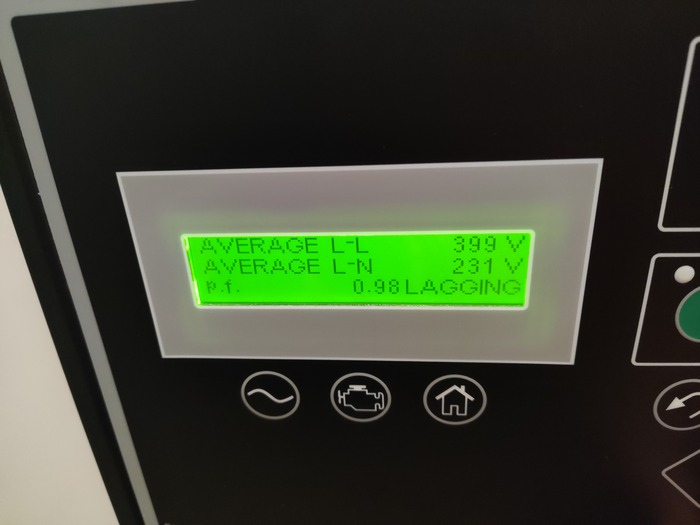 AVERAGE L-L 399 V
AVERAGE L-N 231 V
p.f. 0.98 LAGGING